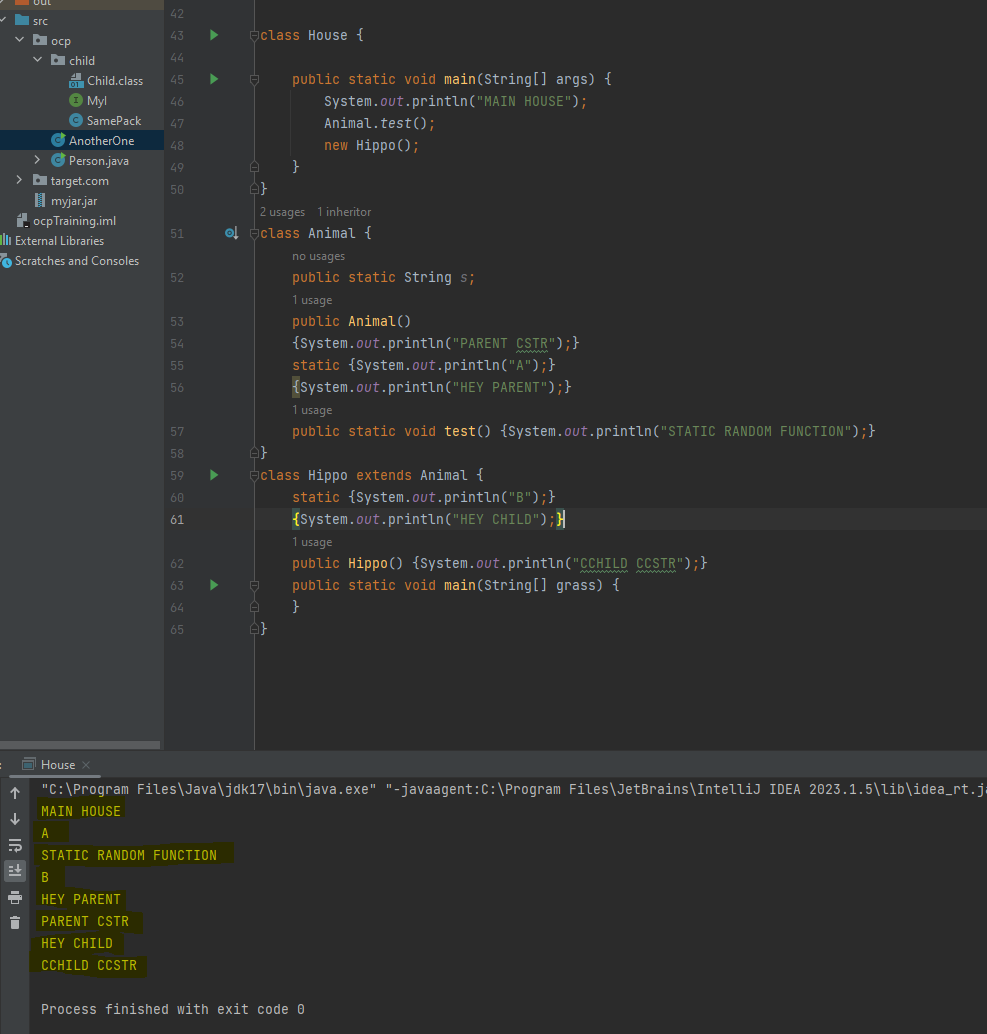 out
src
ocp
child
Child.class
MyI
SamePack
AnotherOne
Person.java
target.com
myjar.jar
ocpTraining.iml
External Libraries
Scratches and Consoles
42
43 class House {
44
45 public static void main(String[] args) {
46 System.out.println("MAIN HOUSE");
47 Animal.test();
48 new Hippo();
49 }
50 }
2 usages 1 inheritor
51 class Animal {
no usages
52 public static String s;
1 usage
53 public Animal()
54 {System.out.println("PARENT CSTR");}
55 static {System.out.println("A");}
56 {System.out.println("HEY PARENT");}
1 usage
57 public static void test() {System.out.println("STATIC RANDOM FUNCTION");}
58 }
59 class Hippo extends Animal {
60 static {System.out.println("B");}
61 {System.out.println("HEY CHILD");}
1 usage
62 public Hippo() {System.out.println("CCHILD CCSTR");}
63 public static void main(String[] grass) {
64 }
65 }
: House
"C:\Program Files\Java\jdk17\bin\java.exe" "-javaagent:C:\Program Files\JetBrains\IntelliJ IDEA 2023.1.5\lib\idea_rt.ja
MAIN HOUSE
A
STATIC RANDOM FUNCTION
B
HEY PARENT
PARENT CSTR
HEY CHILD
CCHILD CCSTR
Process finished with exit code 0